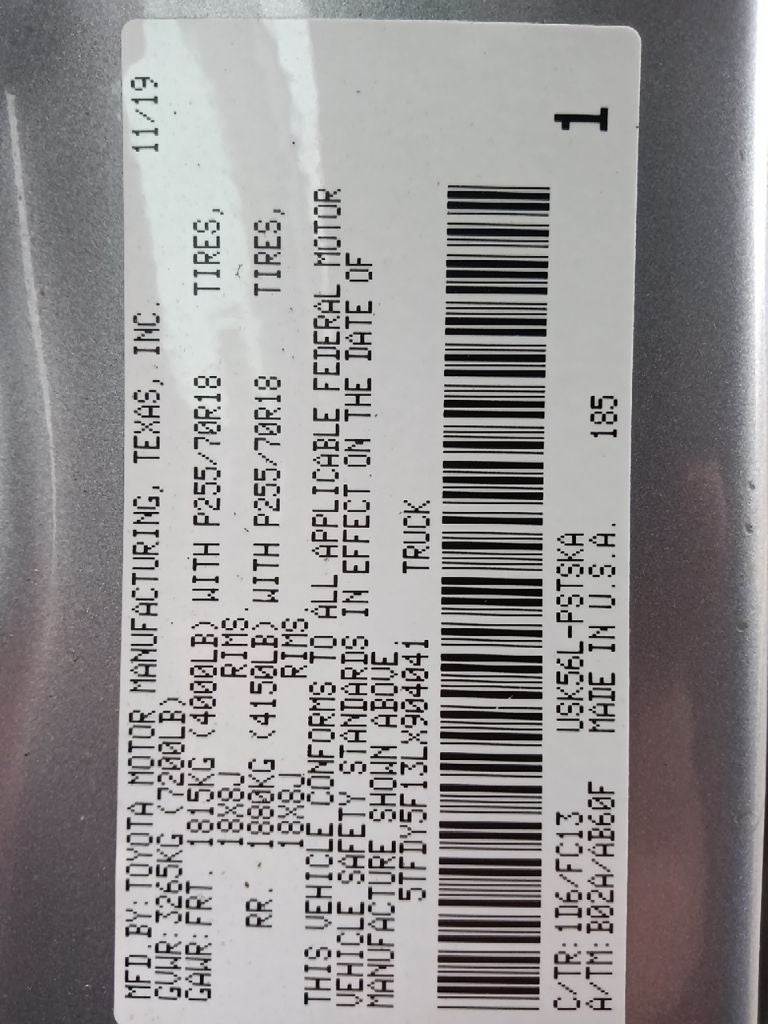 MFD.BY: TOYOTA MOTOR MANUFACTURING, TEXAS, INC. 11/19
GVWR: 3265KG (7200LB)
GAWR: FRT 1815KG (4000LB) WITH P255/70R18 TIRES,
18X8J RIMS.
RR. 1880KG (4150LB) WITH P255/70R18 TIRES,
18X8J RIMS.
THIS VEHICLE CONFORMS TO ALL APPLICABLE FEDERAL MOTOR
VEHICLE SAFETY STANDARDS IN EFFECT ON THE DATE OF
MANUFACTURE SHOWN ABOVE.
5TFDY5F13LX904041 TRUCK
1
C/TR: 1D6/FC13 USK56L-PSTSKA
A/TM: B02A/AB60F MADE IN U.S.A. 185